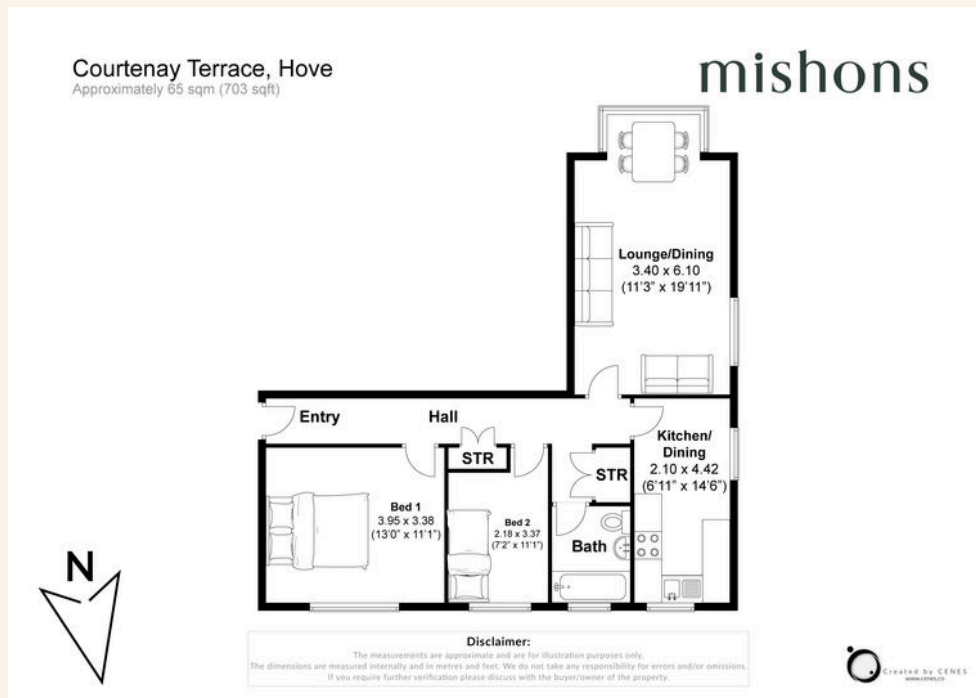 Courtenay Terrace, Hove
Approximately 65 sqm (703 sqft)
mishons
Lounge/Dining
3.40 x 6.10
(11'3" x 19'11")
Entry
Hall
STR
STR
Kitchen/
Dining
2.10 x 4.42
(6'11" x 14'6")
Bed 1
3.95 x 3.38
(13'0" x 11'1")
Bed 2
2.18 x 3.37
(7'2" x 11'1")
Bath
N
Disclaimer:
The measurements are approximate and are for illustration purposes only.
The dimensions are measured internally and in metres and feet. We do not take any responsibility for errors and/or omissions.
If you require further verification please discuss with the buyer/owner of the property.
Created by CENES
www.cenes.co